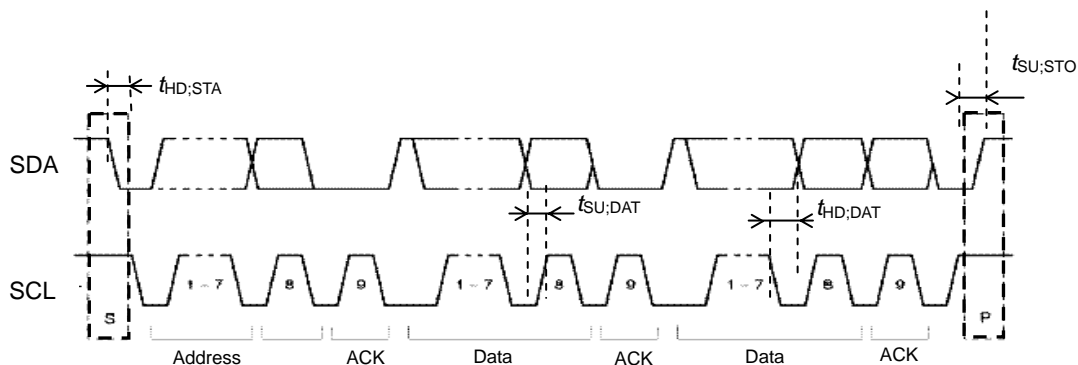 tHD;STA
tSU;STO
SDA
tSU;DAT
tHD;DAT
SCL
S
1 – 7
8
9
1 – 7
8
9
1 – 7
8
9
P
Address
ACK
Data
ACK
Data
ACK